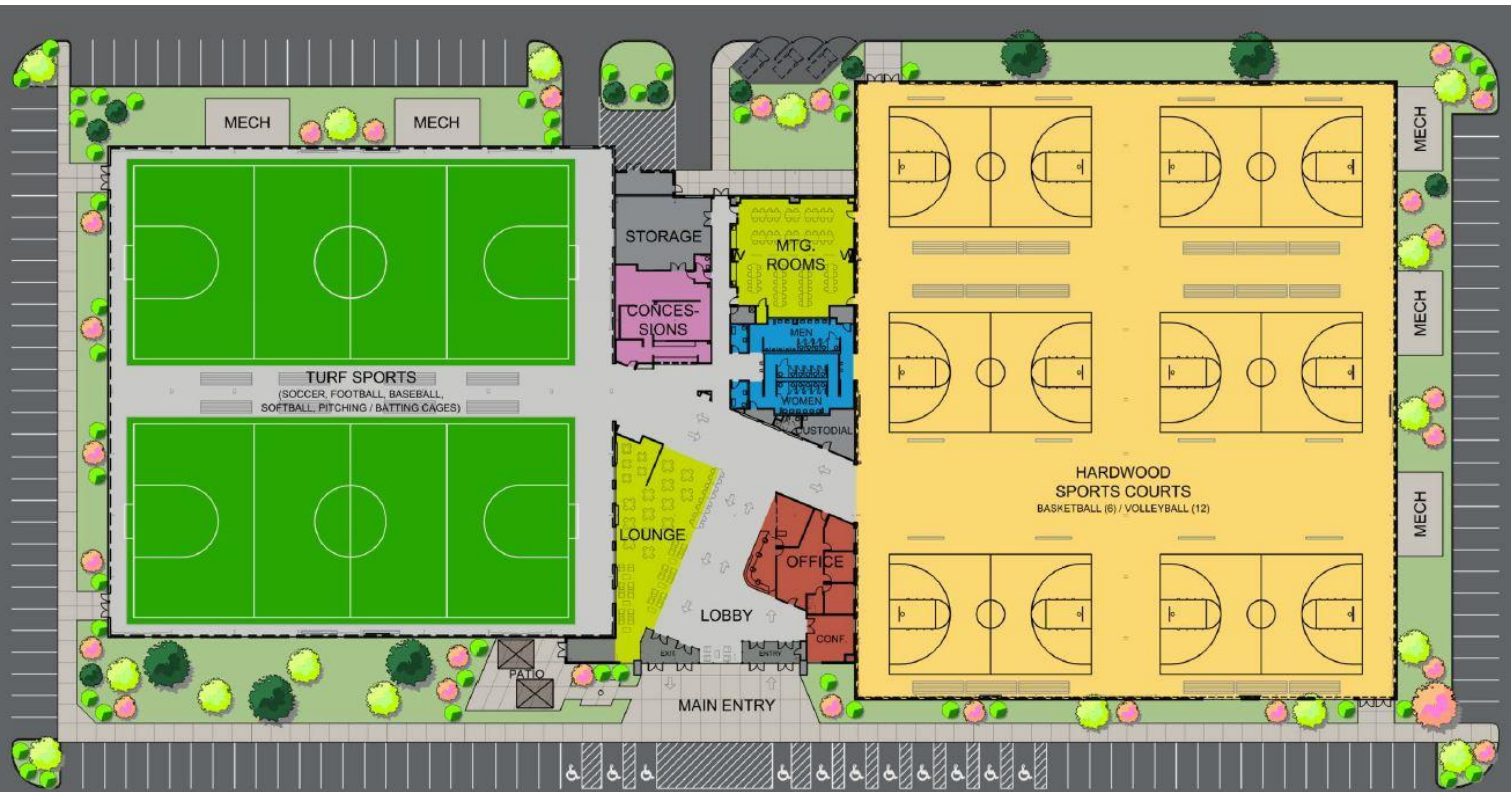 MECH
MECH
MECH
STORAGE
MTG.
ROOMS
CONCES-
SIONS
MECH
MEN
TURF SPORTS
(SOCCER, FOOTBALL, BASEBALL,
SOFTBALL, PITCHING / BATTING CAGES)
WOMEN
CUSTODIAL
HARDWOOD
SPORTS COURTS
BASKETBALL (6) / VOLLEYBALL (12)
MECH
LOUNGE
OFFICE
LOBBY
CONF.
EXIT
ENTRY
PATIO
MAIN ENTRY